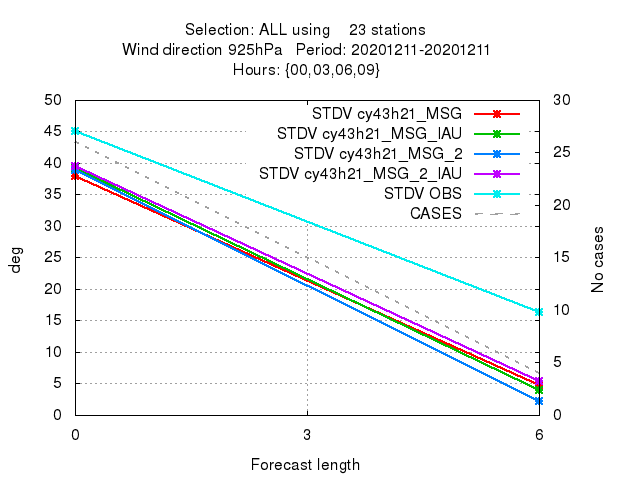 Selection: ALL using    23 stations
Wind direction 925hPa   Period: 20201211-20201211
Hours: {00,03,06,09}
50
45
40
35
30
25
20
15
10
5
0
30
25
20
15
10
5
0
STDV cy43h21_MSG
STDV cy43h21_MSG_IAU
STDV cy43h21_MSG_2
STDV cy43h21_MSG_2_IAU
STDV OBS
CASES
deg
No cases
0 3 6
Forecast length